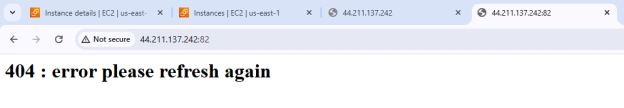 Instance details | EC2 | us-east-
Instances | EC2 | us-east-1
44.211.137.242
44.211.137.242:82
Not secure
44.211.137.242:82
404 : error please refresh again